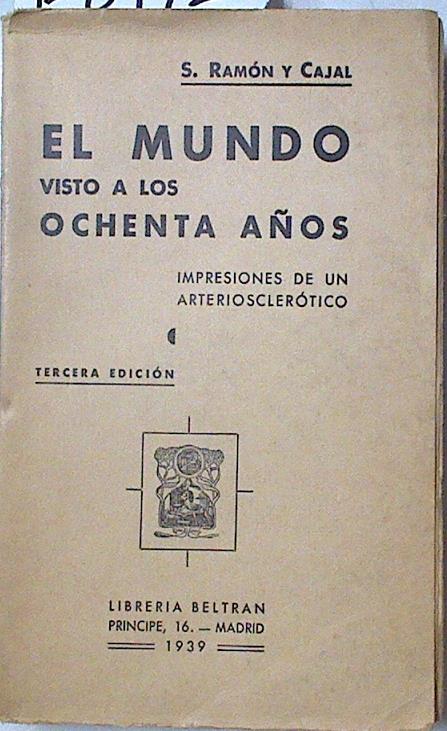 S. RAMÓN Y CAJAL
EL MUNDO
VISTO A LOS
OCHENTA AÑOS
IMPRESIONES DE UN
ARTERIOSCLERÓTICO
TERCERA EDICIÓN
LIBRERIA BELTRAN
PRINCIPE, 16. — MADRID
1939